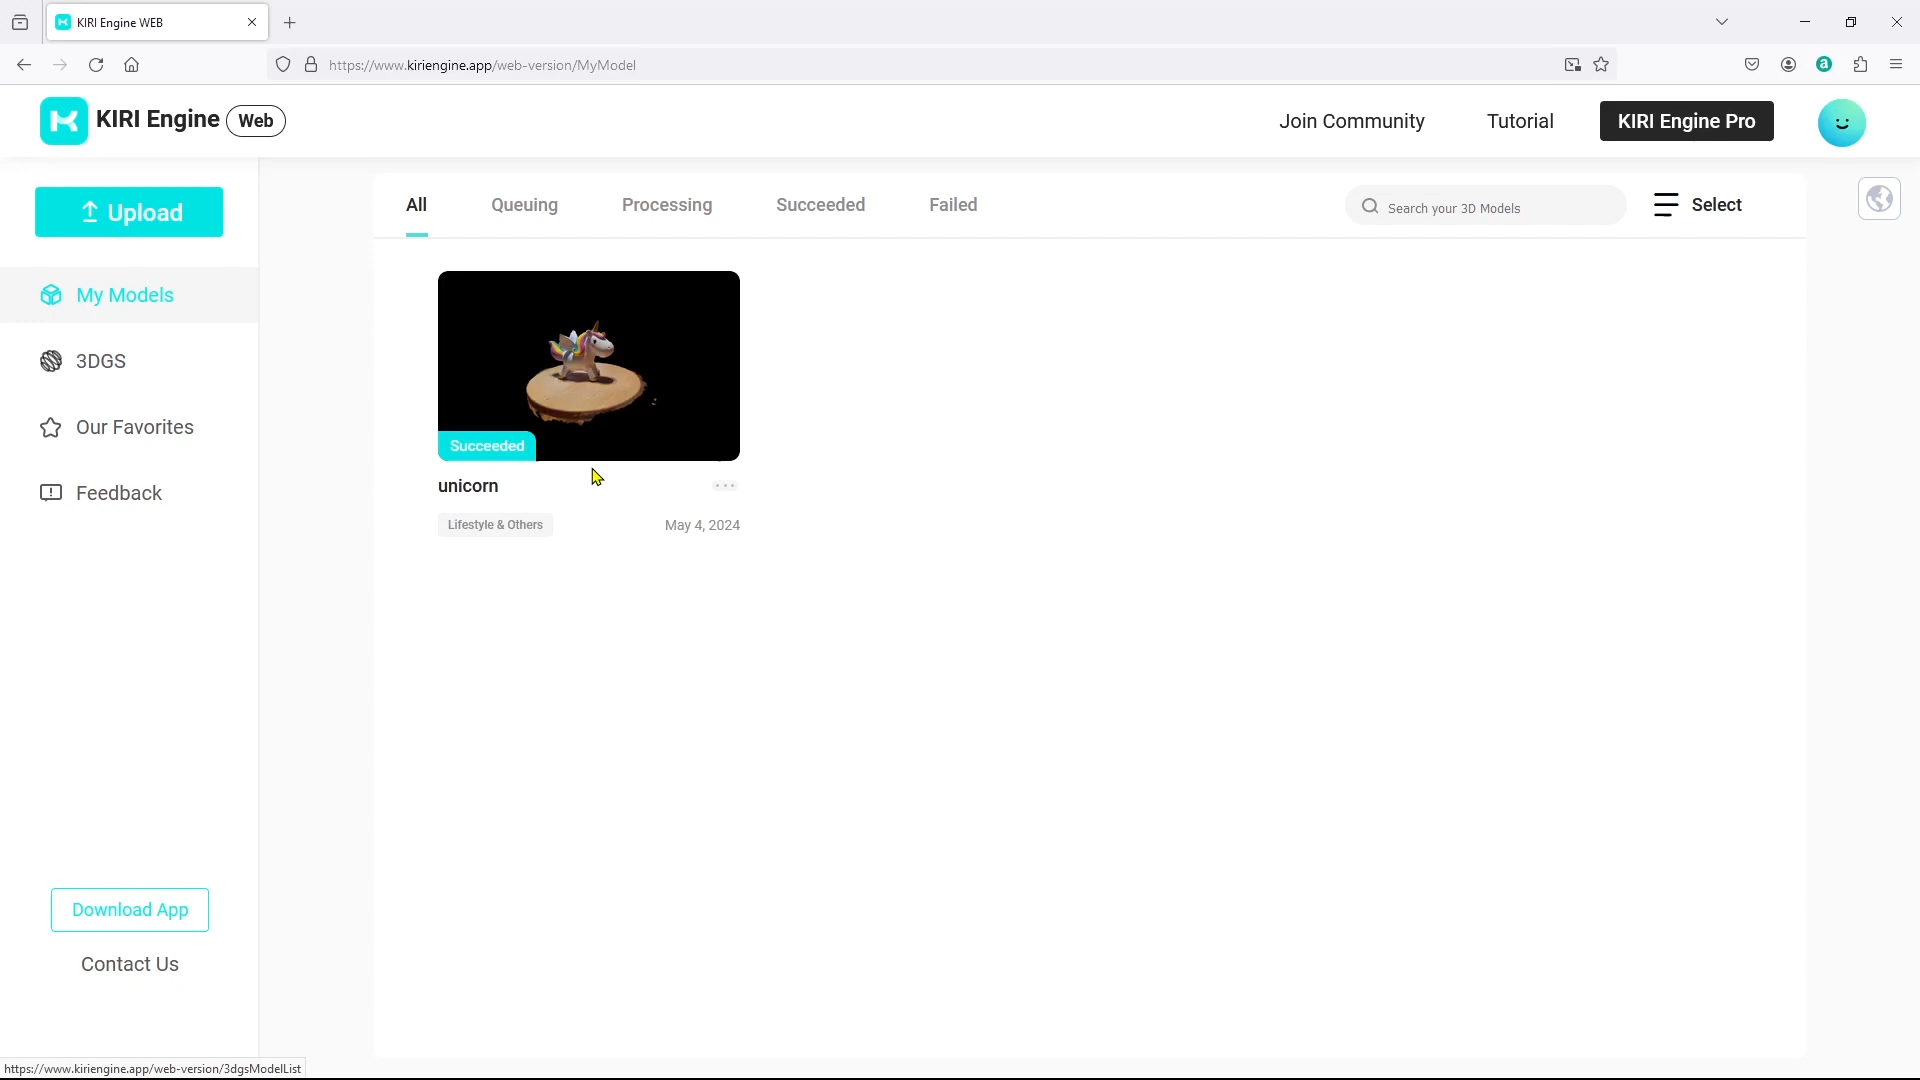 KIRI Engine WEB
https://www.kiriengine.app/web-version/MyModel
KIRI Engine Web
Join Community
Tutorial
KIRI Engine Pro
Upload
All
Queuing
Processing
Succeeded
Failed
Search your 3D Models
Select
My Models
3DGS
Our Favorites
Feedback
Succeeded
unicorn
Lifestyle & Others
May 4, 2024
Download App
Contact Us
https://www.kiriengine.app/web-version/3dgsModelList